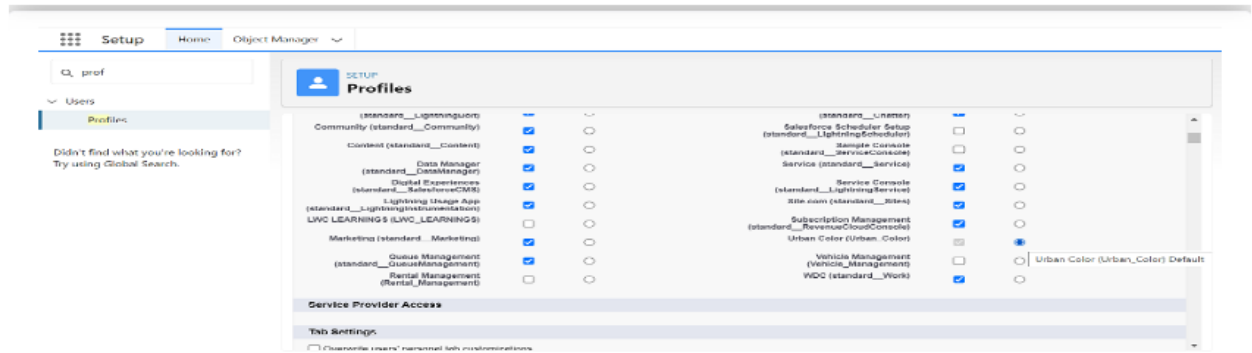 Setup Home Object Manager
prof
Users
Profiles
Didn't find what you're looking for?
Try using Global Search.
SETUP
Profiles
(standard__LightningBolt)
Community (standard__Community)
Content (standard__Content)
Data Manager
(standard__DataManager)
Digital Experiences
(standard__SalesforceCMS)
Lightning Usage App
(standard__LightningInstrumentation)
LWC LEARNINGS (LWC_LEARNINGS)
Marketing (standard__Marketing)
Queue Management
(standard__QueueManagement)
Rental Management
(Rental_Management)
(standard__Chatter)
Salesforce Scheduler Setup
(standard__LightningScheduler)
Sample Console
(standard__ServiceConsole)
Service (standard__Service)
Service Console
(standard__LightningService)
Site.com (standard__Sites)
Subscription Management
(standard__RevenueCloudConsole)
Urban Color (Urban_Color)
Vehicle Management
(Vehicle_Management)
WDC (standard__Work)
Urban Color (Urban_Color) Default
Service Provider Access
Tab Settings
Overwrite users' personal tab customizations